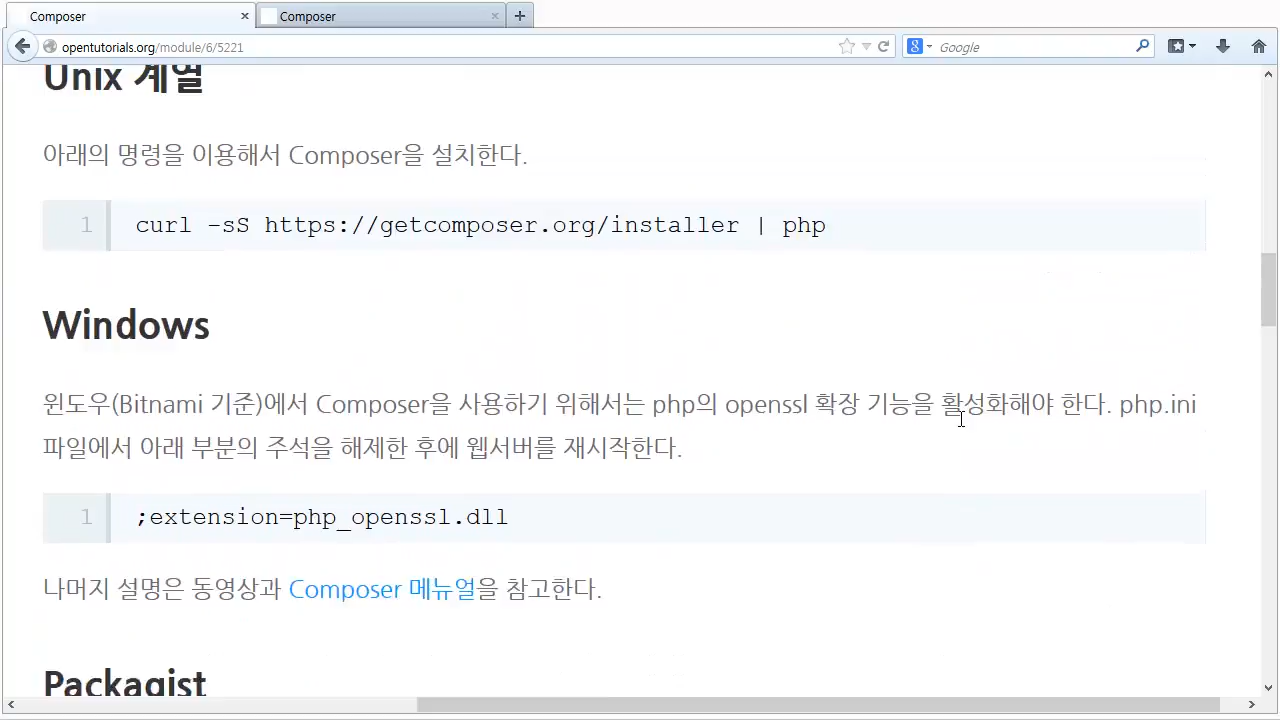 Composer
Composer
opentutorials.org/module/6/5221
Google
Unix 계열
아래의 명령을 이용해서 Composer을 설치한다.
1 curl -sS https://getcomposer.org/installer | php
Windows
윈도우(Bitnami 기준)에서 Composer을 사용하기 위해서는 php의 openssl 확장 기능을 활성화해야 한다. php.ini
파일에서 아래 부분의 주석을 해제한 후에 웹서버를 재시작한다.
1 ;extension=php_openssl.dll
나머지 설명은 동영상과 Composer 메뉴얼을 참고한다.
Packagist